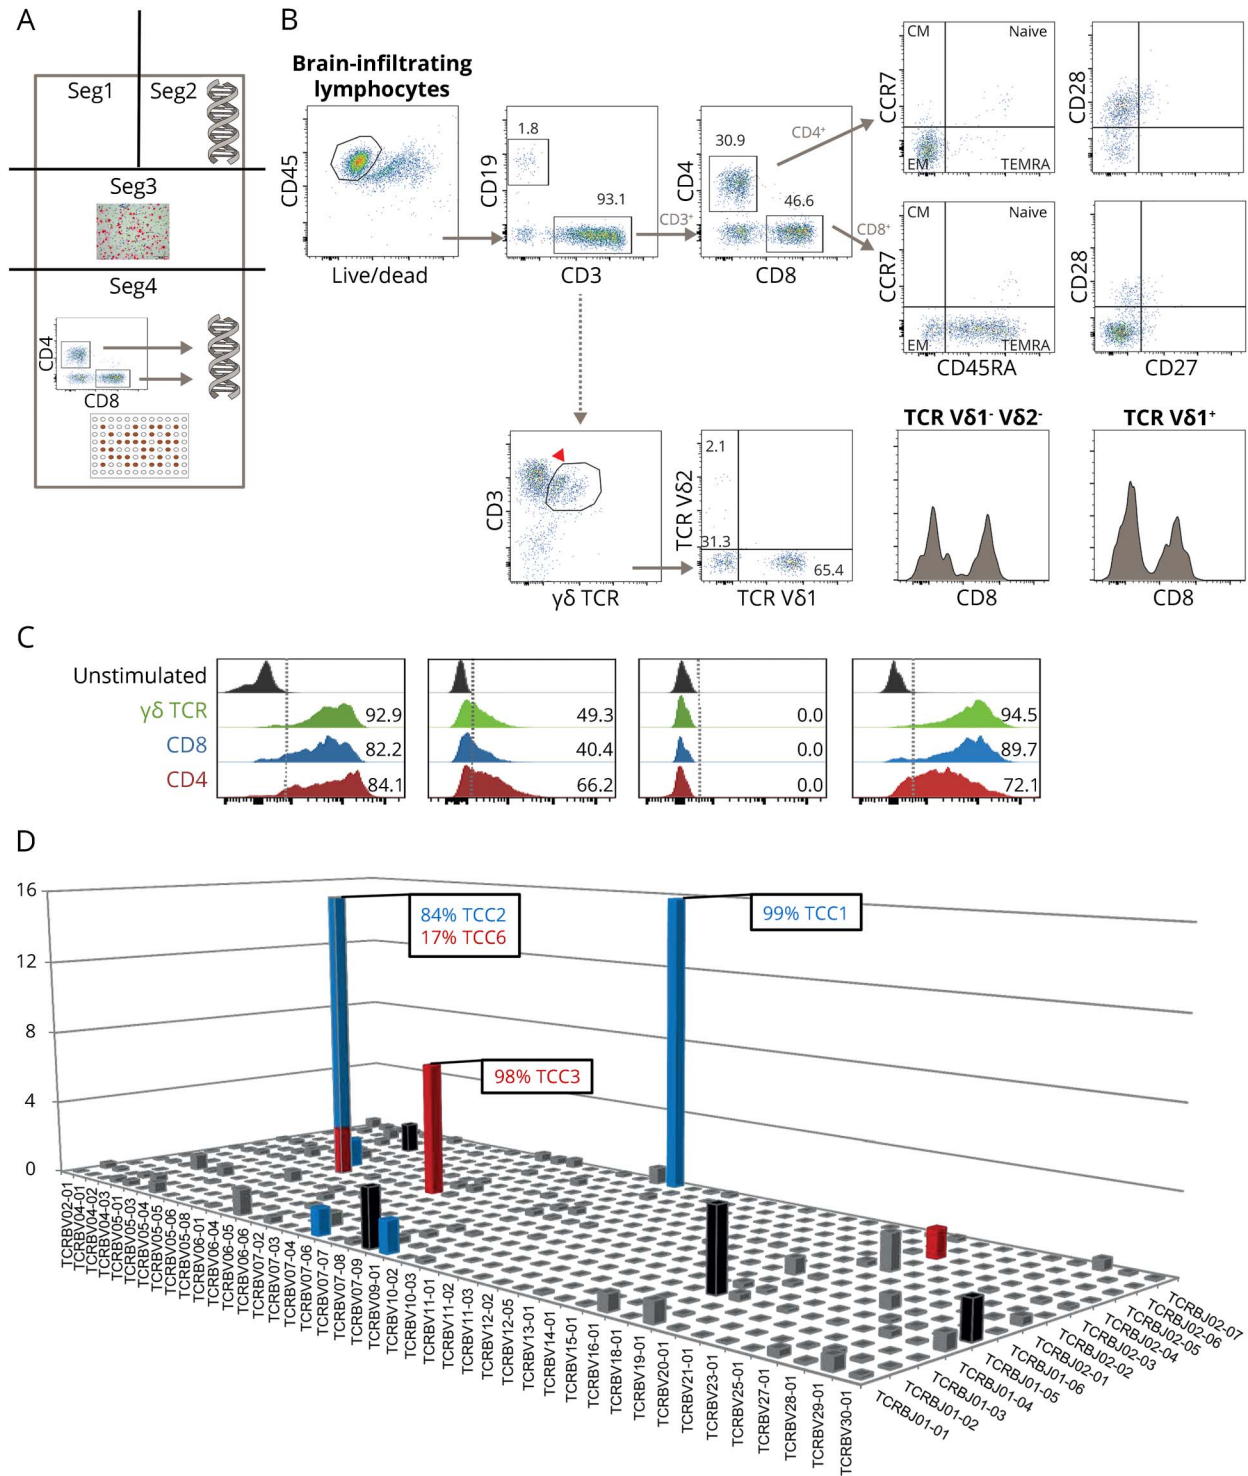 A
Seg1
Seg2
Seg3
Seg4
CD4
CD8
B
Brain-infiltrating
lymphocytes
CD45
Live/dead
1.8
93.1
CD19
CD3
CD3⁺
30.9
46.6
CD4
CD8
CD4⁺
CD8⁺
CM
Naive
EM
TEMRA
CCR7
CD28
CM
Naive
EM
TEMRA
CCR7
CD45RA
CD28
CD27
CD3
γδ TCR
2.1
31.3
65.4
TCR Vδ2
TCR Vδ1
TCR Vδ1⁻ Vδ2⁻
CD8
TCR Vδ1⁺
CD8
C
Unstimulated
γδ TCR
92.9
49.3
0.0
94.5
CD8
82.2
40.4
0.0
89.7
CD4
84.1
66.2
0.0
72.1
D
16
12
8
4
0
84% TCC2
17% TCC6
99% TCC1
98% TCC3
TCRBV02-01
TCRBV04-01
TCRBV04-02
TCRBV04-03
TCRBV05-01
TCRBV05-03
TCRBV05-04
TCRBV05-05
TCRBV05-06
TCRBV05-08
TCRBV06-01
TCRBV06-04
TCRBV06-05
TCRBV06-06
TCRBV07-02
TCRBV07-03
TCRBV07-04
TCRBV07-06
TCRBV07-07
TCRBV07-08
TCRBV07-09
TCRBV09-01
TCRBV10-02
TCRBV10-03
TCRBV11-01
TCRBV11-02
TCRBV11-03
TCRBV12-02
TCRBV12-05
TCRBV13-01
TCRBV14-01
TCRBV15-01
TCRBV16-01
TCRBV18-01
TCRBV19-01
TCRBV20-01
TCRBV21-01
TCRBV23-01
TCRBV25-01
TCRBV27-01
TCRBV28-01
TCRBV29-01
TCRBV30-01
TCRBJ01-01
TCRBJ01-02
TCRBJ01-03
TCRBJ01-04
TCRBJ01-05
TCRBJ01-06
TCRBJ02-01
TCRBJ02-02
TCRBJ02-03
TCRBJ02-04
TCRBJ02-05
TCRBJ02-06
TCRBJ02-07